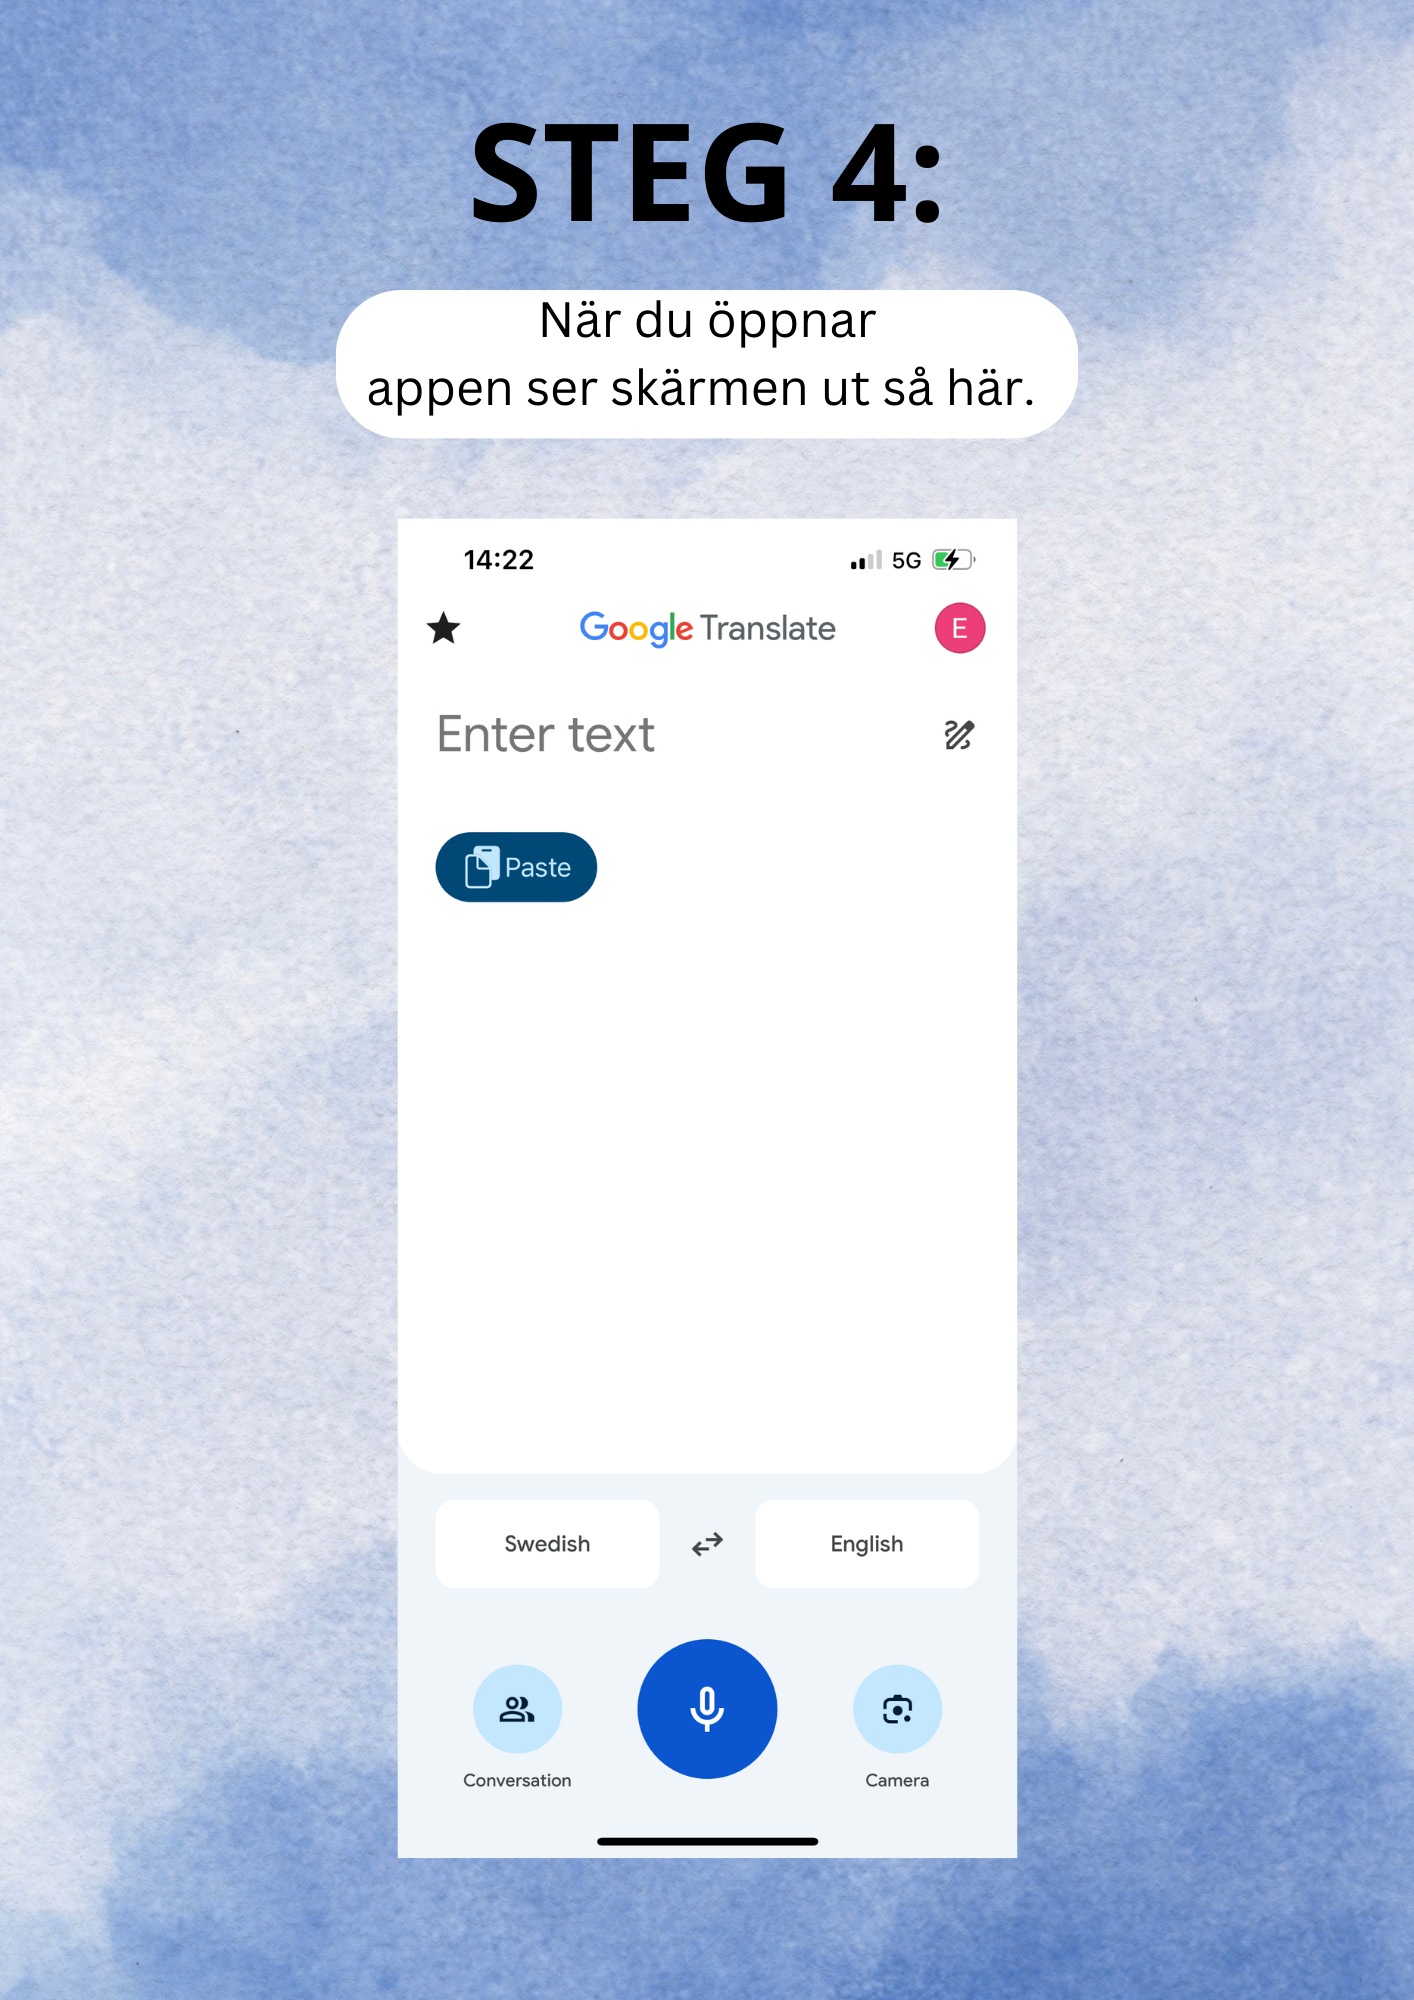 STEG 4:
När du öppnar
appen ser skärmen ut så här.
14:22
5G
Google Translate
E
Enter text
Paste
Swedish
English
Conversation
Camera